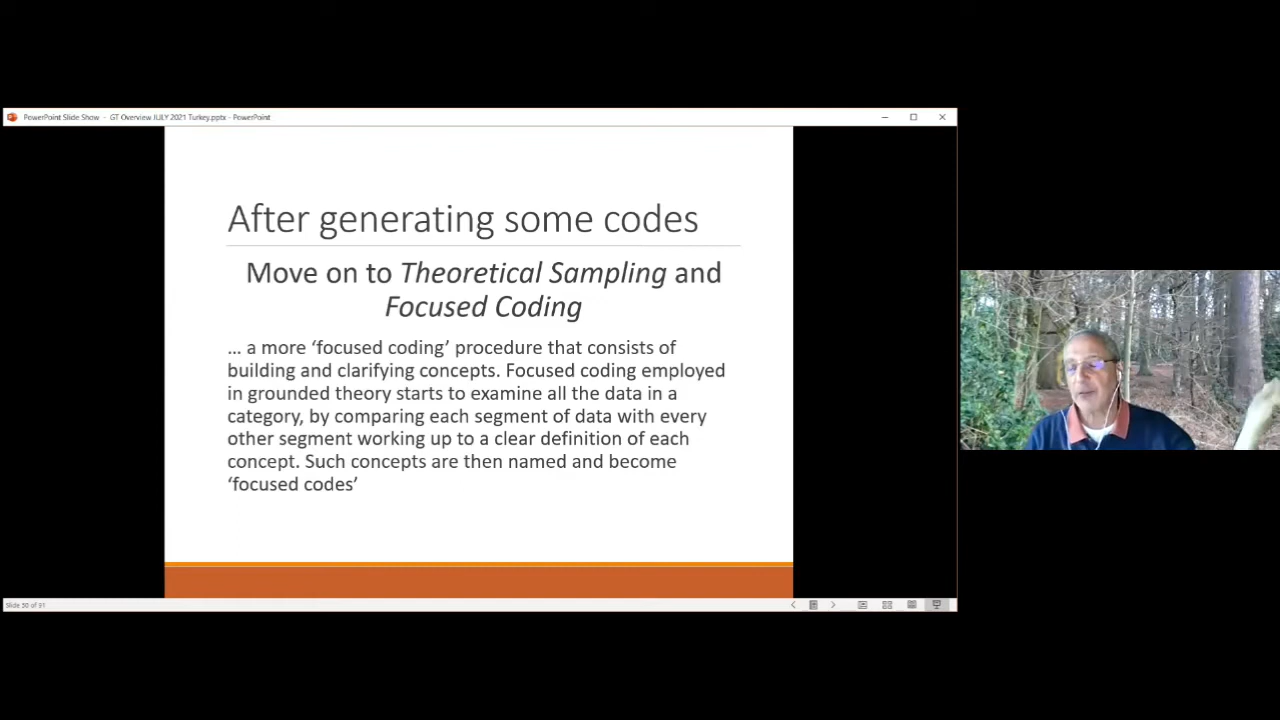 PowerPoint Slide Show - GT Overview JULY 2021 Turkey.pptx - PowerPoint
After generating some codes
Move on to Theoretical Sampling and
Focused Coding
… a more ‘focused coding’ procedure that consists of
building and clarifying concepts. Focused coding employed
in grounded theory starts to examine all the data in a
category, by comparing each segment of data with every
other segment working up to a clear definition of each
concept. Such concepts are then named and become
‘focused codes’
Slide 30 of 91